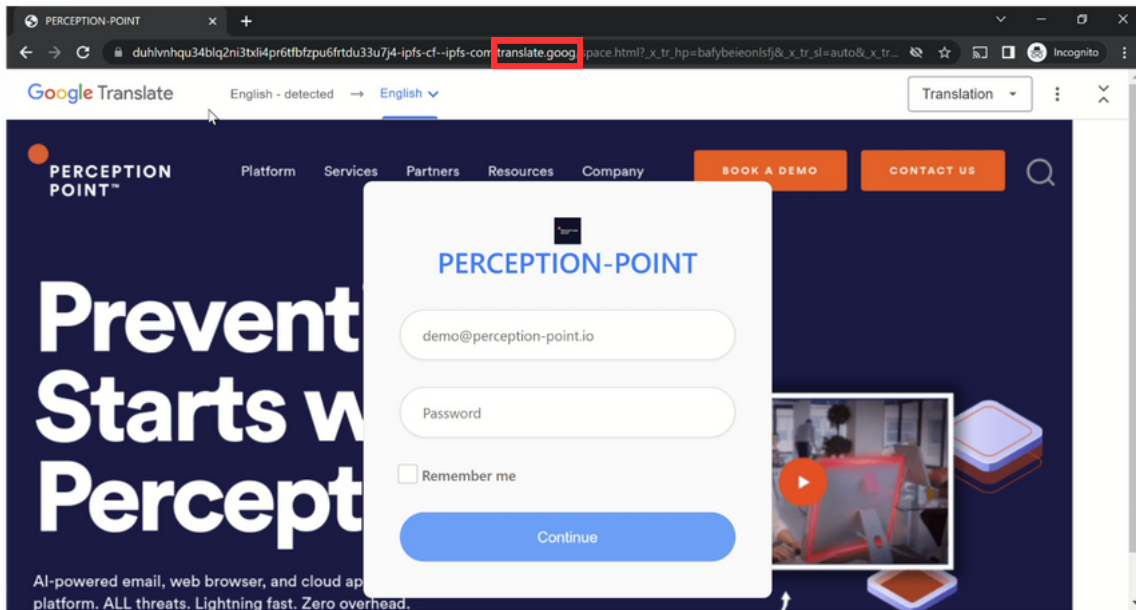 PERCEPTION-POINT
duhlvnhqu34blq2ni3txli4pr6tfbfzpu6frtdu33u7j4-ipfs-cf--ipfs-com.translate.goog/space.html?_x_tr_hp=bafybeieonlsfj&_x_tr_sl=auto&_x_tr... Incognito
Google Translate English - detected → English Translation
PERCEPTION POINT™
Platform Services Partners Resources Company BOOK A DEMO CONTACT US
PERCEPTION-POINT
demo@perception-point.io
Password
Remember me
Continue
Prevent
Starts w
Percept
AI-powered email, web browser, and cloud ap
platform. ALL threats. Lightning fast. Zero overhead.